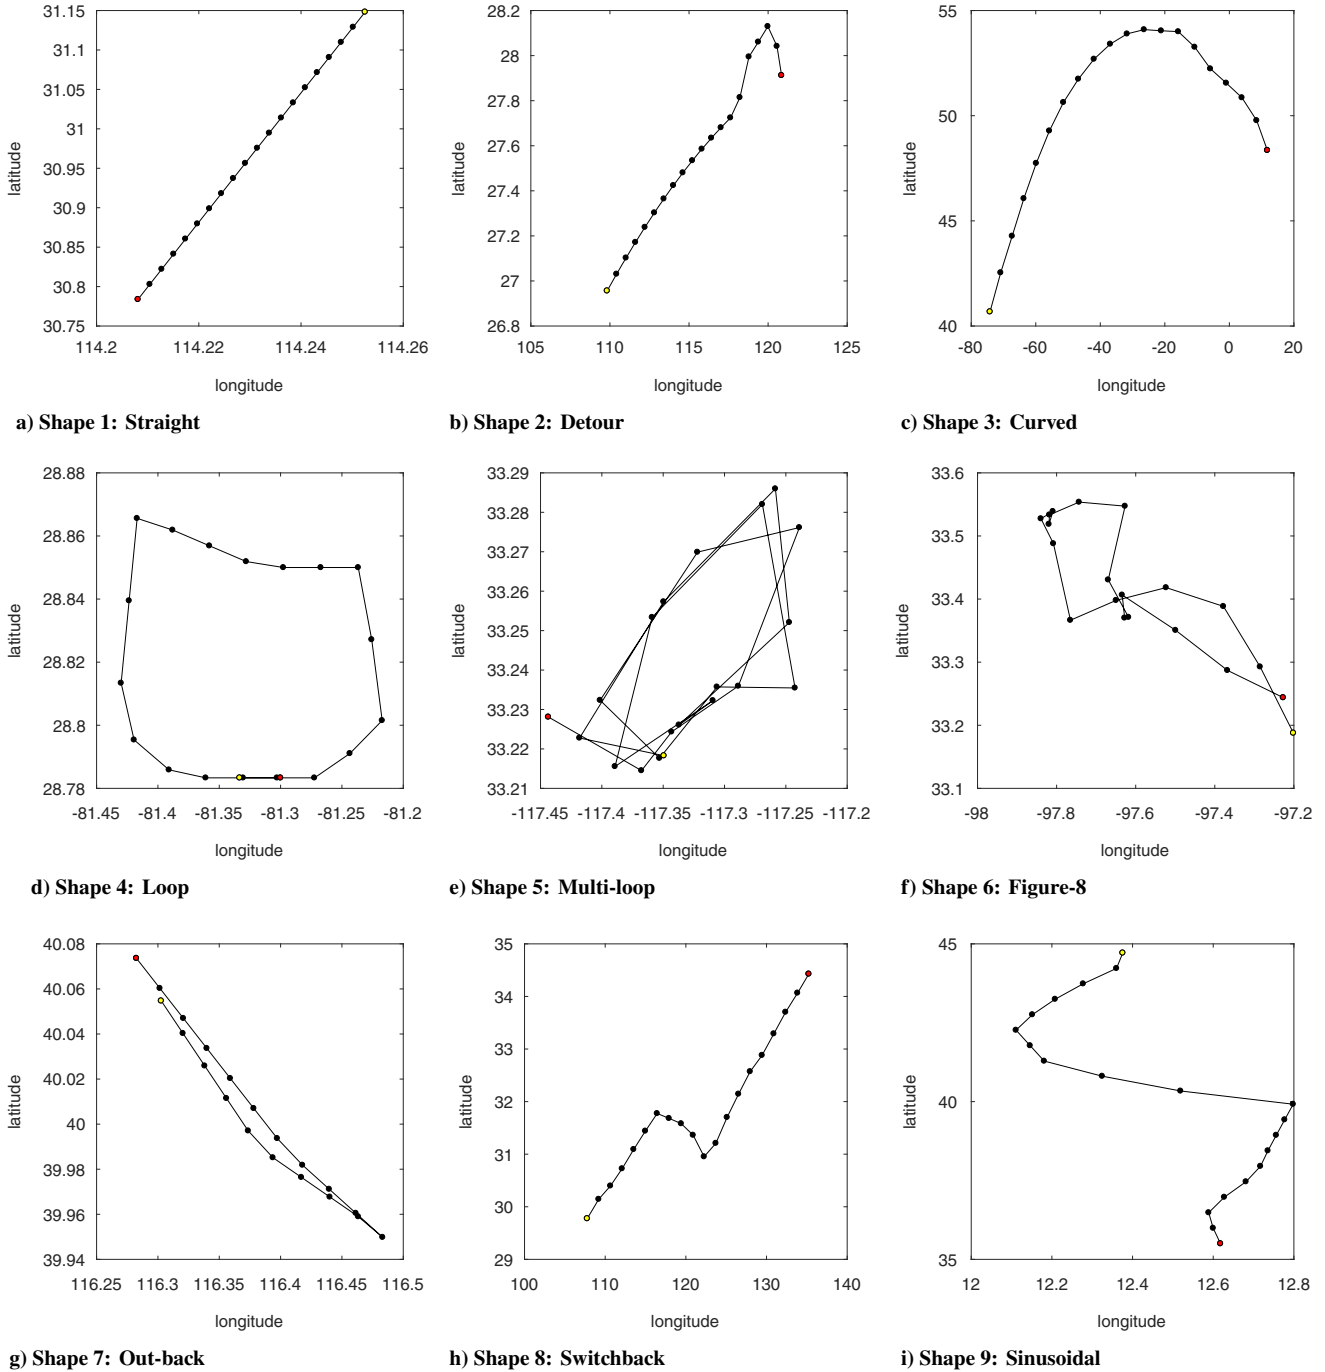 31.15
31.1
31.05
31
30.95
30.9
30.85
30.8
30.75
latitude
114.2 114.22 114.24 114.26
longitude
a) Shape 1: Straight
28.2
28
27.8
27.6
27.4
27.2
27
26.8
latitude
105 110 115 120 125
longitude
b) Shape 2: Detour
55
50
45
40
latitude
-80 -60 -40 -20 0 20
longitude
c) Shape 3: Curved
28.88
28.86
28.84
28.82
28.8
28.78
latitude
-81.45 -81.4 -81.35 -81.3 -81.25 -81.2
longitude
d) Shape 4: Loop
33.29
33.28
33.27
33.26
33.25
33.24
33.23
33.22
33.21
latitude
-117.45 -117.4 -117.35 -117.3 -117.25 -117.2
longitude
e) Shape 5: Multi-loop
33.6
33.5
33.4
33.3
33.2
33.1
latitude
-98 -97.8 -97.6 -97.4 -97.2
longitude
f) Shape 6: Figure-8
40.08
40.06
40.04
40.02
40
39.98
39.96
39.94
latitude
116.25 116.3 116.35 116.4 116.45 116.5
longitude
g) Shape 7: Out-back
35
34
33
32
31
30
29
latitude
100 110 120 130 140
longitude
h) Shape 8: Switchback
45
40
35
latitude
12 12.2 12.4 12.6 12.8
longitude
i) Shape 9: Sinusoidal